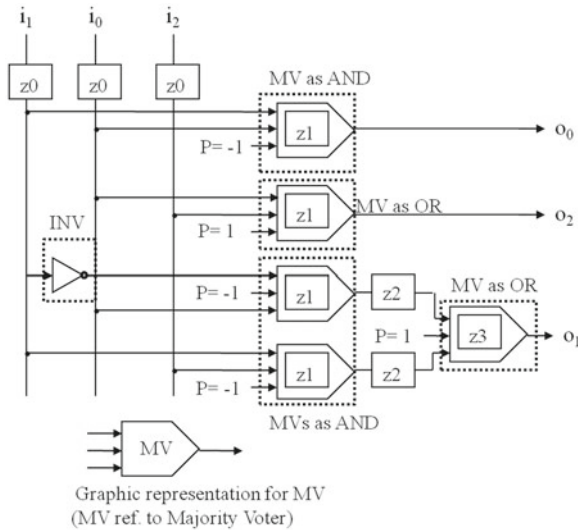 i₁ i₀ i₂
z0 z0 z0
MV as AND
z1
P= -1
o₀
z1
MV as OR
P= 1
o₂
INV
z1
P= -1
z2
MV as OR
P= 1
z3
o₁
z1
z2
P= -1
MVs as AND
MV
Graphic representation for MV
(MV ref. to Majority Voter)